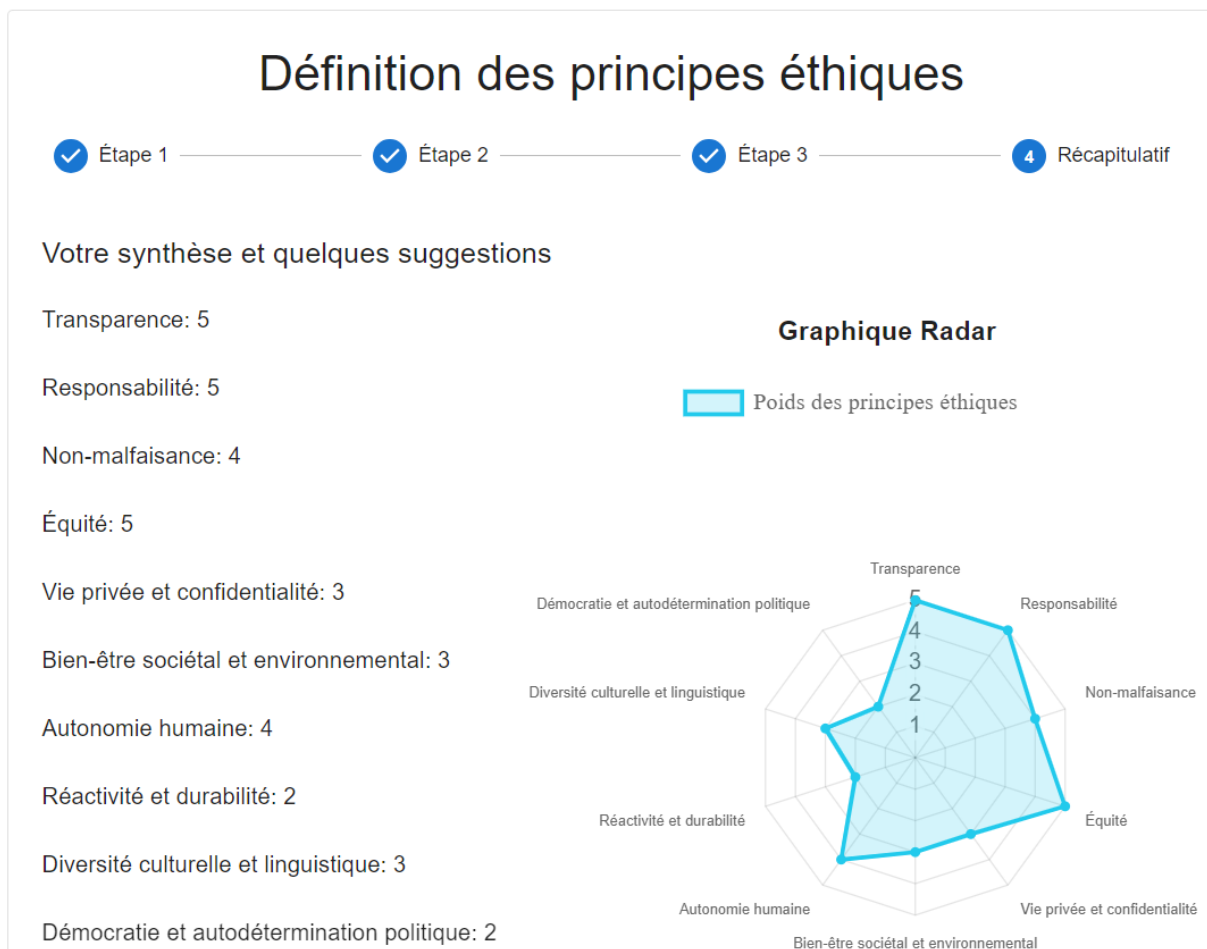 Définition des principes éthiques
Étape 1
Étape 2
Étape 3
4 Récapitulatif
Votre synthèse et quelques suggestions
Transparence: 5
Responsabilité: 5
Non-malfaisance: 4
Équité: 5
Vie privée et confidentialité: 3
Bien-être sociétal et environnemental: 3
Autonomie humaine: 4
Réactivité et durabilité: 2
Diversité culturelle et linguistique: 3
Démocratie et autodétermination politique: 2
Graphique Radar
Poids des principes éthiques
Transparence
Démocratie et autodétermination politique
Responsabilité
5
4
3
2
1
Diversité culturelle et linguistique
Non-malfaisance
Réactivité et durabilité
Équité
Autonomie humaine
Vie privée et confidentialité
Bien-être sociétal et environnemental